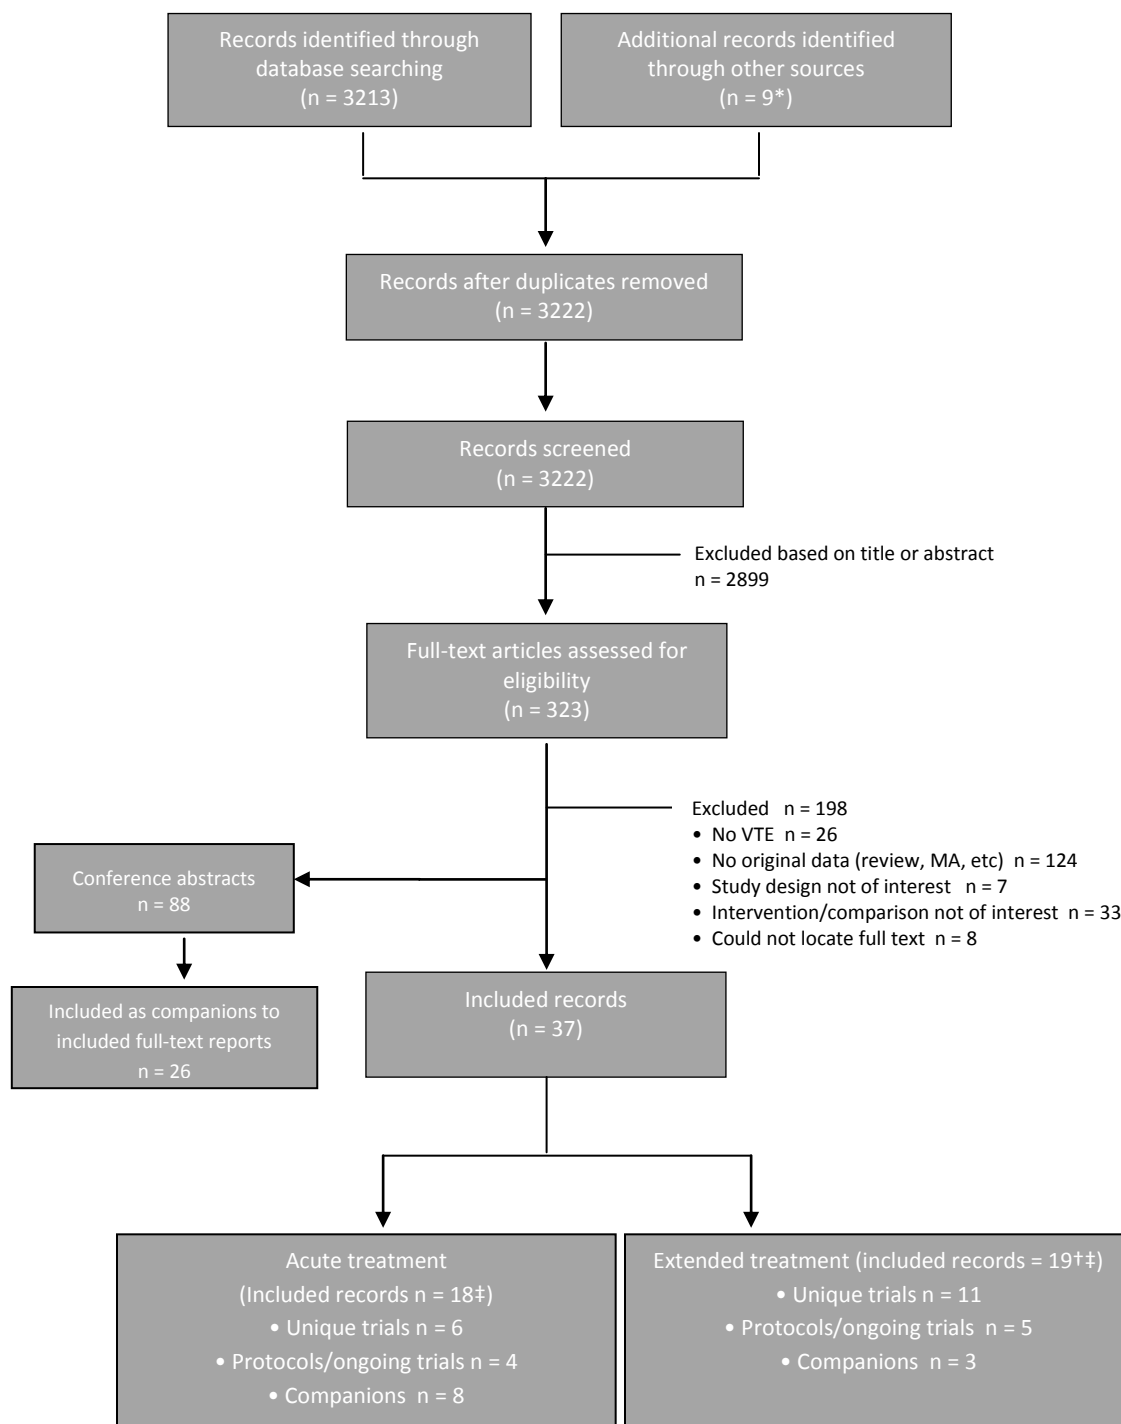 Records identified through
database searching
(n = 3213)
Additional records identified
through other sources
(n = 9*)
Records after duplicates removed
(n = 3222)
Records screened
(n = 3222)
Excluded based on title or abstract
n = 2899
Full-text articles assessed for
eligibility
(n = 323)
Excluded n = 198
• No VTE n = 26
• No original data (review, MA, etc) n = 124
• Study design not of interest n = 7
• Intervention/comparison not of interest n = 33
• Could not locate full text n = 8
Conference abstracts
n = 88
Included as companions to
included full-text reports
n = 26
Included records
(n = 37)
Acute treatment
(Included records n = 18‡)
• Unique trials n = 6
• Protocols/ongoing trials n = 4
• Companions n = 8
Extended treatment (included records = 19†‡)
• Unique trials n = 11
• Protocols/ongoing trials n = 5
• Companions n = 3